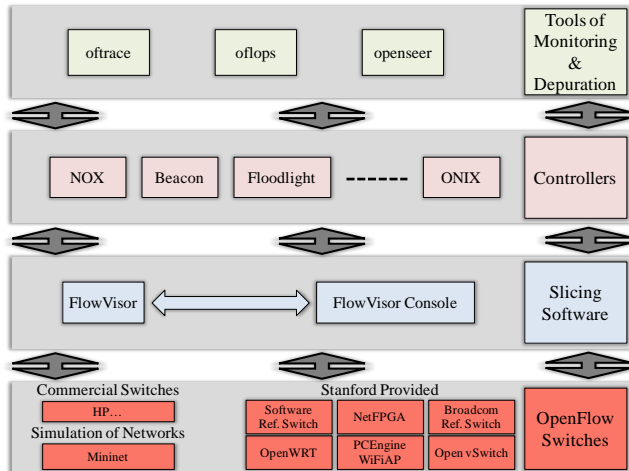 oftrace
oflops
openseer
Tools of
Monitoring
&
Depuration
NOX
Beacon
Floodlight
ONIX
Controllers
FlowVisor
FlowVisor Console
Slicing
Software
Commercial Switches
HP…
Simulation of Networks
Mininet
Stanford Provided
Software
Ref. Switch
NetFPGA
Broadcom
Ref. Switch
OpenWRT
PCEngine
WiFiAP
Open vSwitch
OpenFlow
Switches